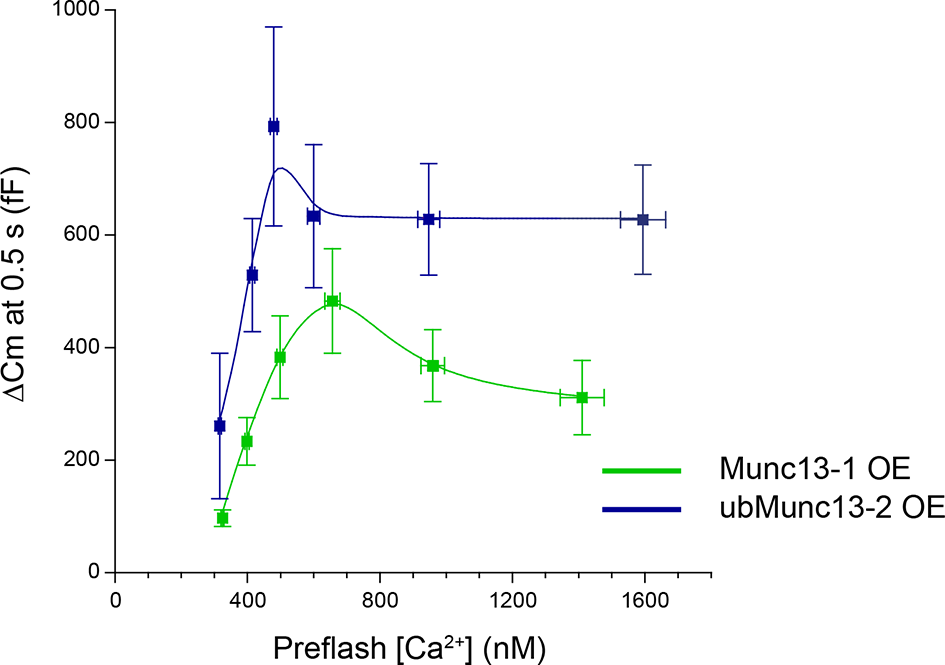 1000
800
600
400
200
0
ΔCm at 0.5 s (fF)
0 400 800 1200 1600
Preflash [Ca²⁺] (nM)
Munc13-1 OE
ubMunc13-2 OE